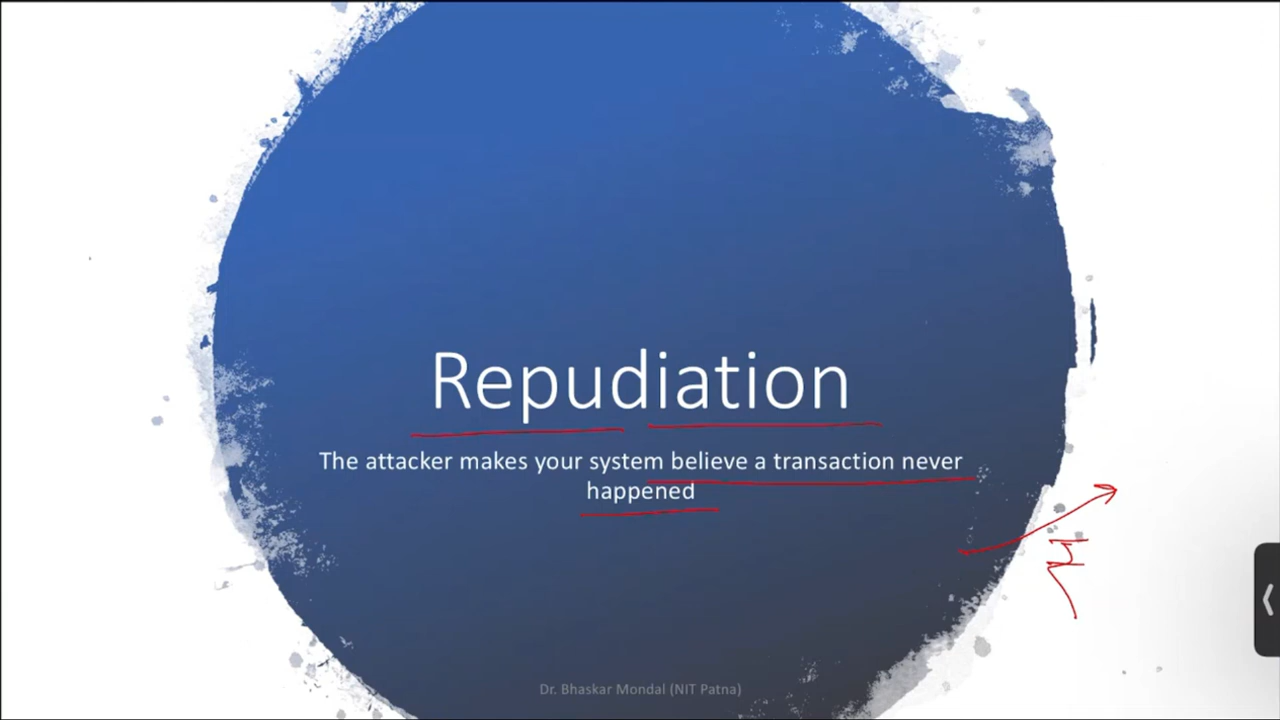 Repudiation
The attacker makes your system believe a transaction never
happened
Dr. Bhaskar Mondal (NIT Patna)